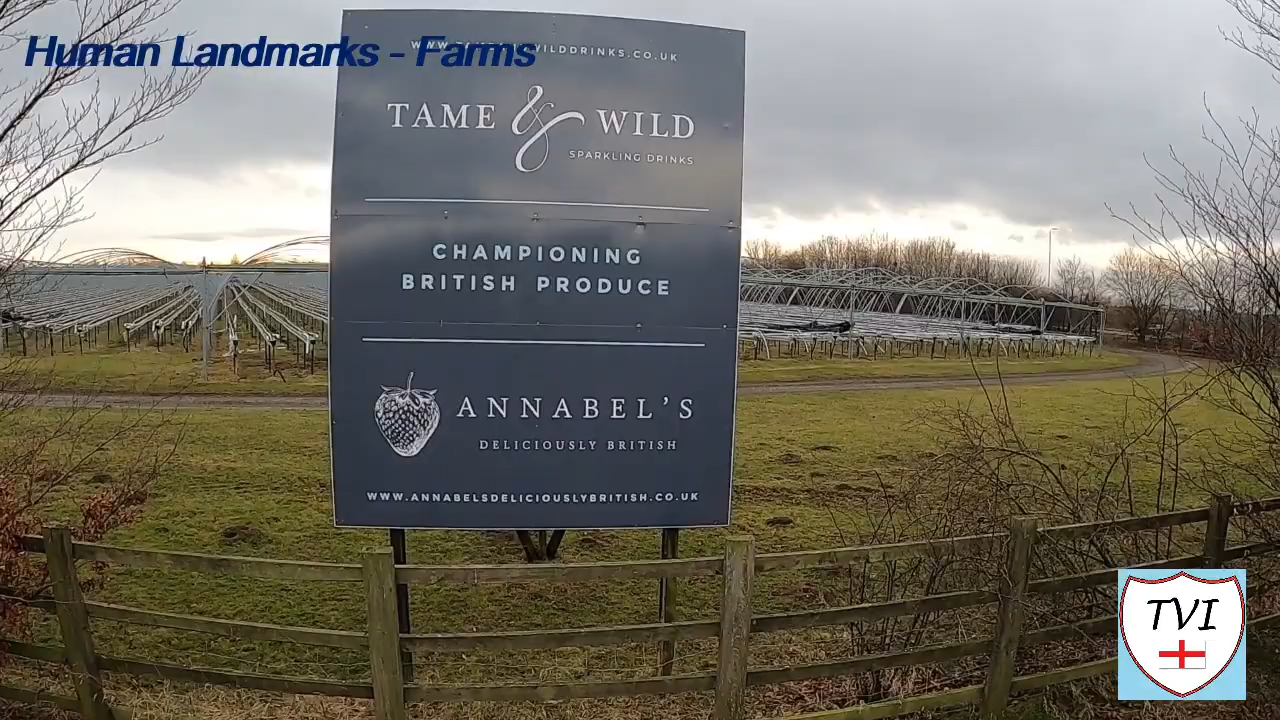 Human Landmarks - Farms
WILDDRINKS.CO.UK
TAME & WILD
SPARKLING DRINKS
CHAMPIONING
BRITISH PRODUCE
ANNABEL'S
DELICIOUSLY BRITISH
WWW.ANNABELSDELICIOUSLYBRITISH.CO.UK
TVI